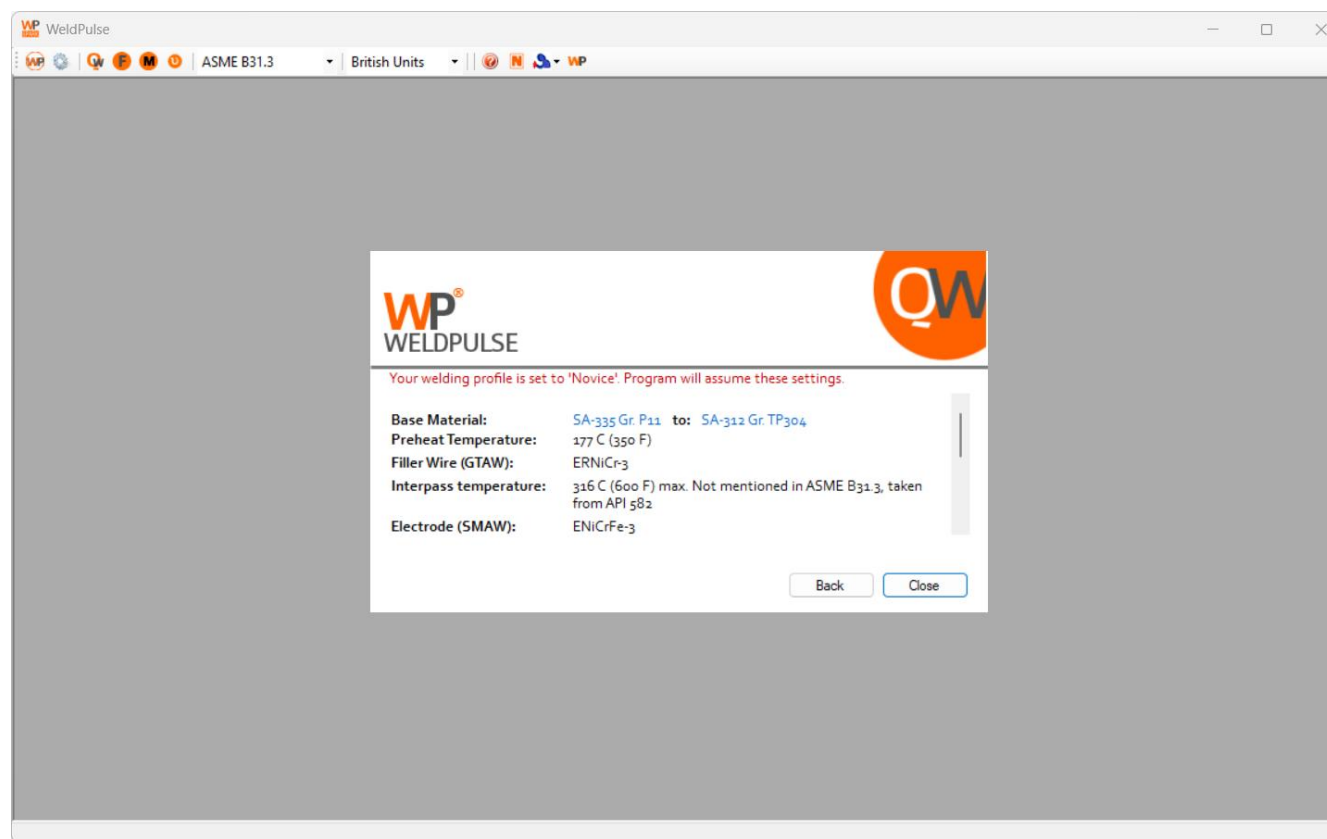 WP WeldPulse
WP QW F M ASME B31.3 British Units N WP
QW
WP®
WELDPULSE
Your welding profile is set to 'Novice'. Program will assume these settings.
Base Material: SA-335 Gr. P11 to: SA-312 Gr. TP304
Preheat Temperature: 177 C (350 F)
Filler Wire (GTAW): ERNiCr-3
Interpass temperature: 316 C (600 F) max. Not mentioned in ASME B31.3, taken
from API 582
Electrode (SMAW): ENiCrFe-3
Back Close